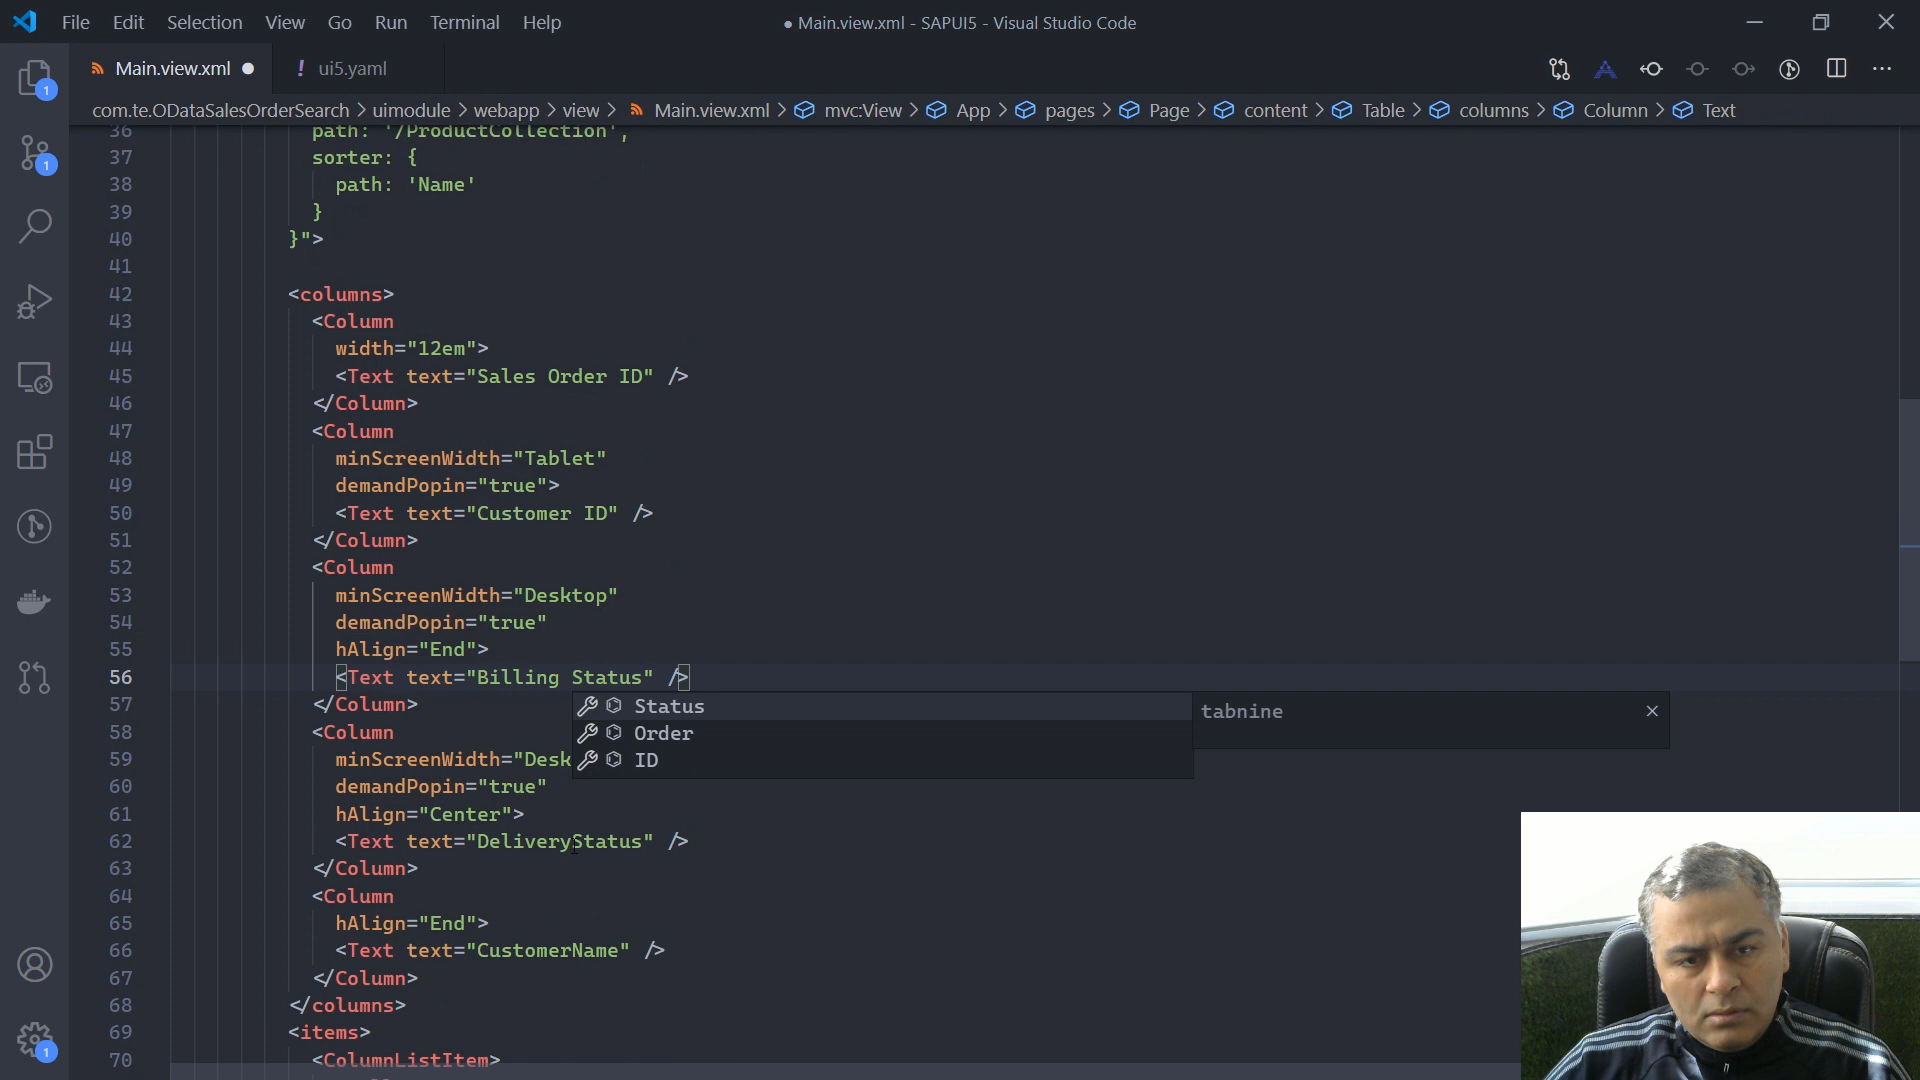 File Edit Selection View Go Run Terminal Help
● Main.view.xml - SAPUI5 - Visual Studio Code
Main.view.xml ●
! ui5.yaml
com.te.ODataSalesOrderSearch > uimodule > webapp > view > Main.view.xml > mvc:View > App > pages > Page > content > Table > columns > Column > Text
36 path: '/ProductCollection',
37 sorter: {
38 path: 'Name'
39 }
40 }">
41
42 <columns>
43 <Column
44 width="12em">
45 <Text text="Sales Order ID" />
46 </Column>
47 <Column
48 minScreenWidth="Tablet"
49 demandPopin="true">
50 <Text text="Customer ID" />
51 </Column>
52 <Column
53 minScreenWidth="Desktop"
54 demandPopin="true"
55 hAlign="End">
56 <Text text="Billing Status" />
57 </Column>
Status
tabnine
58 <Column
Order
59 minScreenWidth="Desk
ID
60 demandPopin="true"
61 hAlign="Center">
62 <Text text="DeliveryStatus" />
63 </Column>
64 <Column
65 hAlign="End">
66 <Text text="CustomerName" />
67 </Column>
68 </columns>
69 <items>
70 <ColumnListItem>
1
1
1